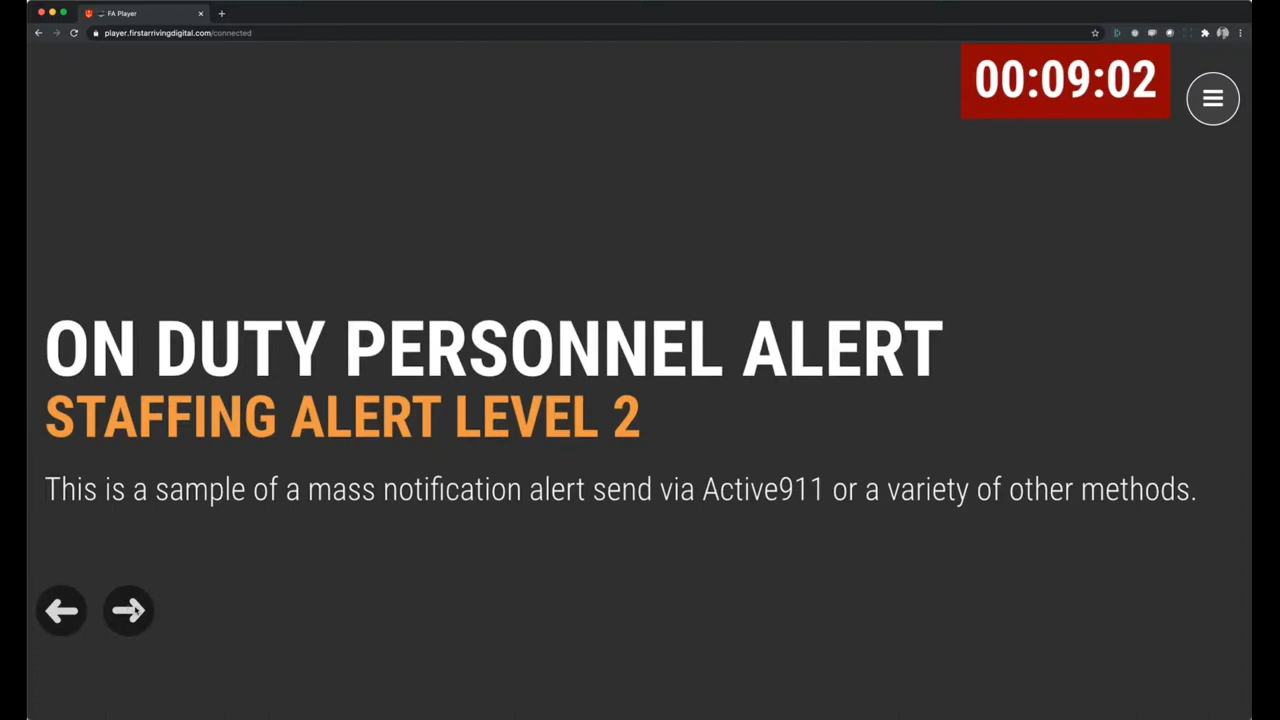 FA Player
player.firstarrivingdigital.com/connected
00:09:02
ON DUTY PERSONNEL ALERT
STAFFING ALERT LEVEL 2
This is a sample of a mass notification alert send via Active911 or a variety of other methods.